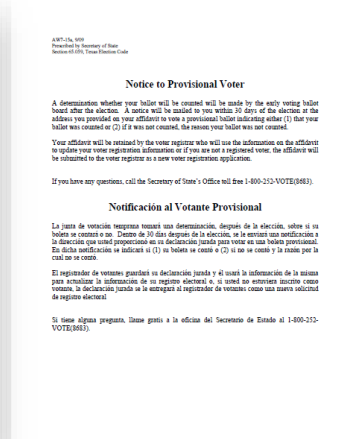 AW7-15a, 9/09
Prescribed by Secretary of State
Section 63.059, Texas Election Code
Notice to Provisional Voter
A determination whether your ballot will be counted will be made by the early voting ballot
board after the election. A notice will be mailed to you within 30 days of the election at the
address you provided on your affidavit to vote a provisional ballot indicating either (1) that your
ballot was counted or (2) if it was not counted, the reason your ballot was not counted.
Your affidavit will be retained by the voter registrar who will use the information on the affidavit
to update your voter registration information or if you are not a registered voter, the affidavit will
be submitted to the voter registrar as a new voter registration application.
If you have any questions, call the Secretary of State's Office toll free 1-800-252-VOTE(8683).
Notificación al Votante Provisional
La junta de votación temprana tomará una determinación, después de la elección, sobre si su
boleta se contará o no. Dentro de 30 días después de la elección, se le enviará una notificación a
la dirección que usted proporcionó en su declaración jurada para votar en una boleta provisional.
En dicha notificación se indicará si (1) su boleta se contó o (2) si no se contó y la razón por la
cual no se contó.
El registrador de votantes guardará su declaración jurada y él usará la información de la misma
para actualizar la información de su registro electoral o, si usted no estuviera inscrito como
votante, la declaración jurada se le entregará al registrador de votantes como una nueva solicitud
de registro electoral
Si tiene alguna pregunta, llame gratis a la oficina del Secretario de Estado al 1-800-252-
VOTE(8683).